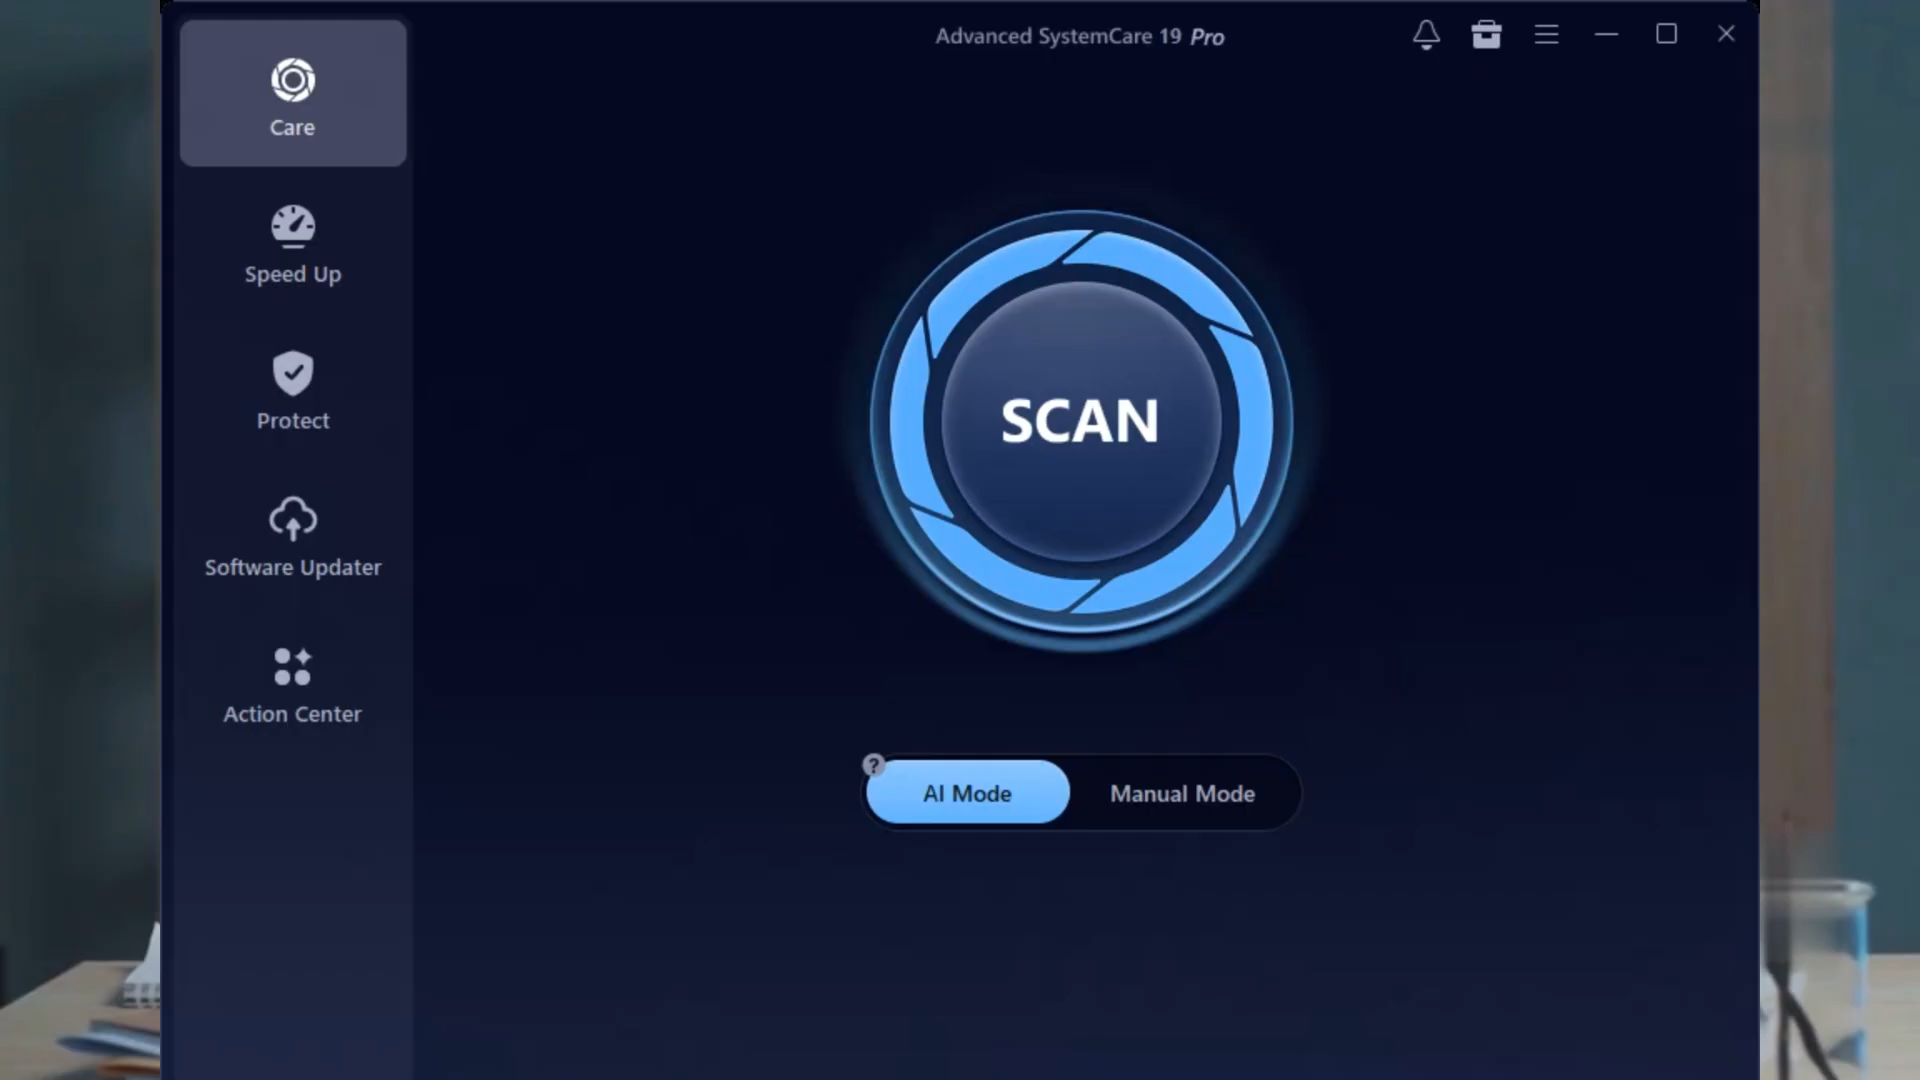 Advanced SystemCare 19 Pro
Care
Speed Up
Protect
Software Updater
Action Center
SCAN
?
AI Mode
Manual Mode